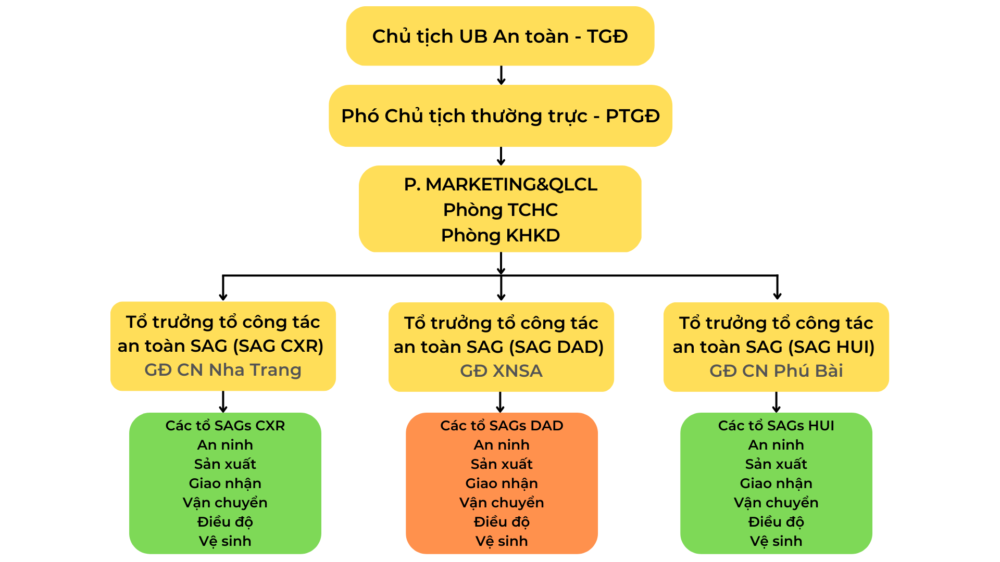 Chủ tịch UB An toàn - TGĐ
Phó Chủ tịch thường trực - PTGĐ
P. MARKETING&QLCL
Phòng TCHC
Phòng KHKD
Tổ trưởng tổ công tác
an toàn SAG (SAG CXR)
GĐ CN Nha Trang
Tổ trưởng tổ công tác
an toàn SAG (SAG DAD)
GĐ XNSA
Tổ trưởng tổ công tác
an toàn SAG (SAG HUI)
GĐ CN Phú Bài
Các tổ SAGs CXR
An ninh
Sản xuất
Giao nhận
Vận chuyển
Điều độ
Vệ sinh
Các tổ SAGs DAD
An ninh
Sản xuất
Giao nhận
Vận chuyển
Điều độ
Vệ sinh
Các tổ SAGs HUI
An ninh
Sản xuất
Giao nhận
Vận chuyển
Điều độ
Vệ sinh